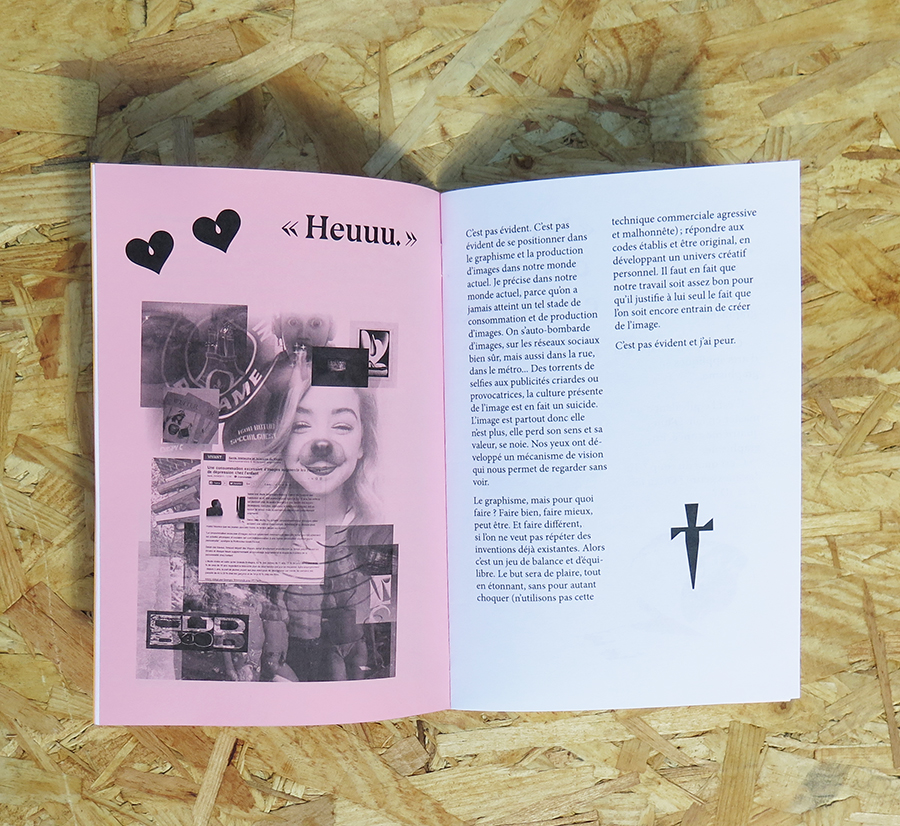 « Heuuu. »
AME
Une consommation excessive d'images augmente les
de dépression chez l'enfant
C'est pas évident. C'est pas
évident de se positionner dans
le graphisme et la production
d'images dans notre monde
actuel. Je précise dans notre
monde actuel, parce qu'on a
jamais atteint un tel stade de
consommation et de production
d'images. On s'auto-bombarde
d'images, sur les réseaux sociaux
bien sûr, mais aussi dans la rue,
dans le métro... Des torrents de
selfies aux publicités criardes ou
provocatrices, la culture présente
de l'image est en fait un suicide.
L'image est partout donc elle
n'est plus, elle perd son sens et sa
valeur, se noie. Nos yeux ont dé-
veloppé un mécanisme de vision
qui nous permet de regarder sans
voir.
Le graphisme, mais pour quoi
faire ? Faire bien, faire mieux,
peut être. Et faire différent,
si l'on ne veut pas répéter des
inventions déjà existantes. Alors
c'est un jeu de balance et d'équi-
libre. Le but sera de plaire, tout
en étonnant, sans pour autant
choquer (n'utilisons pas cette
technique commerciale agressive
et malhonnête) ; répondre aux
codes établis et être original, en
développant un univers créatif
personnel. Il faut en fait que
notre travail soit assez bon pour
qu'il justifie à lui seul le fait que
l'on soit encore entrain de créer
de l'image.
C'est pas évident et j'ai peur.